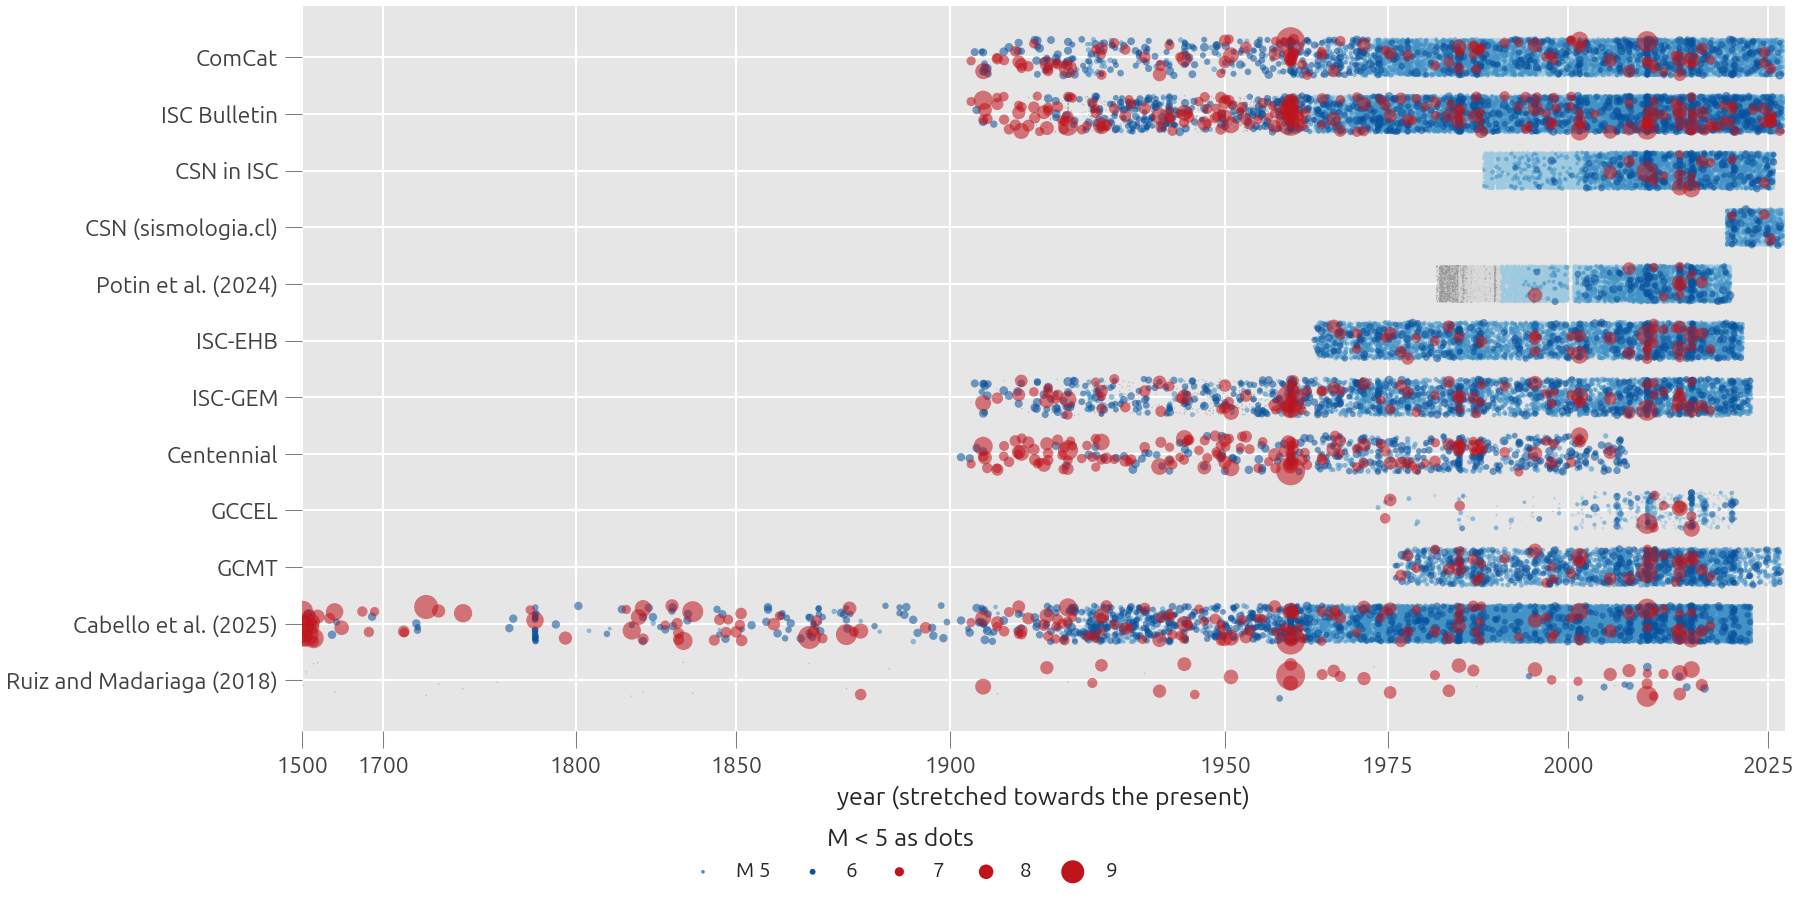 ComCat
ISC Bulletin
CSN in ISC
CSN (sismologia.cl)
Potin et al. (2024)
ISC-EHB
ISC-GEM
Centennial
GCCEL
GCMT
Cabello et al. (2025)
Ruiz and Madariaga (2018)
1500 1700 1800 1850 1900 1950 1975 2000 2025
year (stretched towards the present)
M < 5 as dots
M 5 6 7 8 9